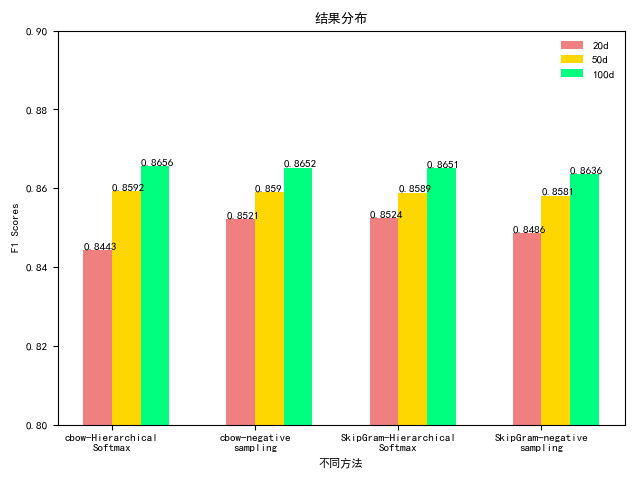 结果分布
0.90
0.88
0.86
0.84
0.82
0.80
F1 Scores
20d
50d
100d
0.8443
0.8592
0.8656
0.8521
0.859
0.8652
0.8524
0.8589
0.8651
0.8486
0.8581
0.8636
cbow-Hierarchical
Softmax
cbow-negative
sampling
SkipGram-Hierarchical
Softmax
SkipGram-negative
sampling
不同方法